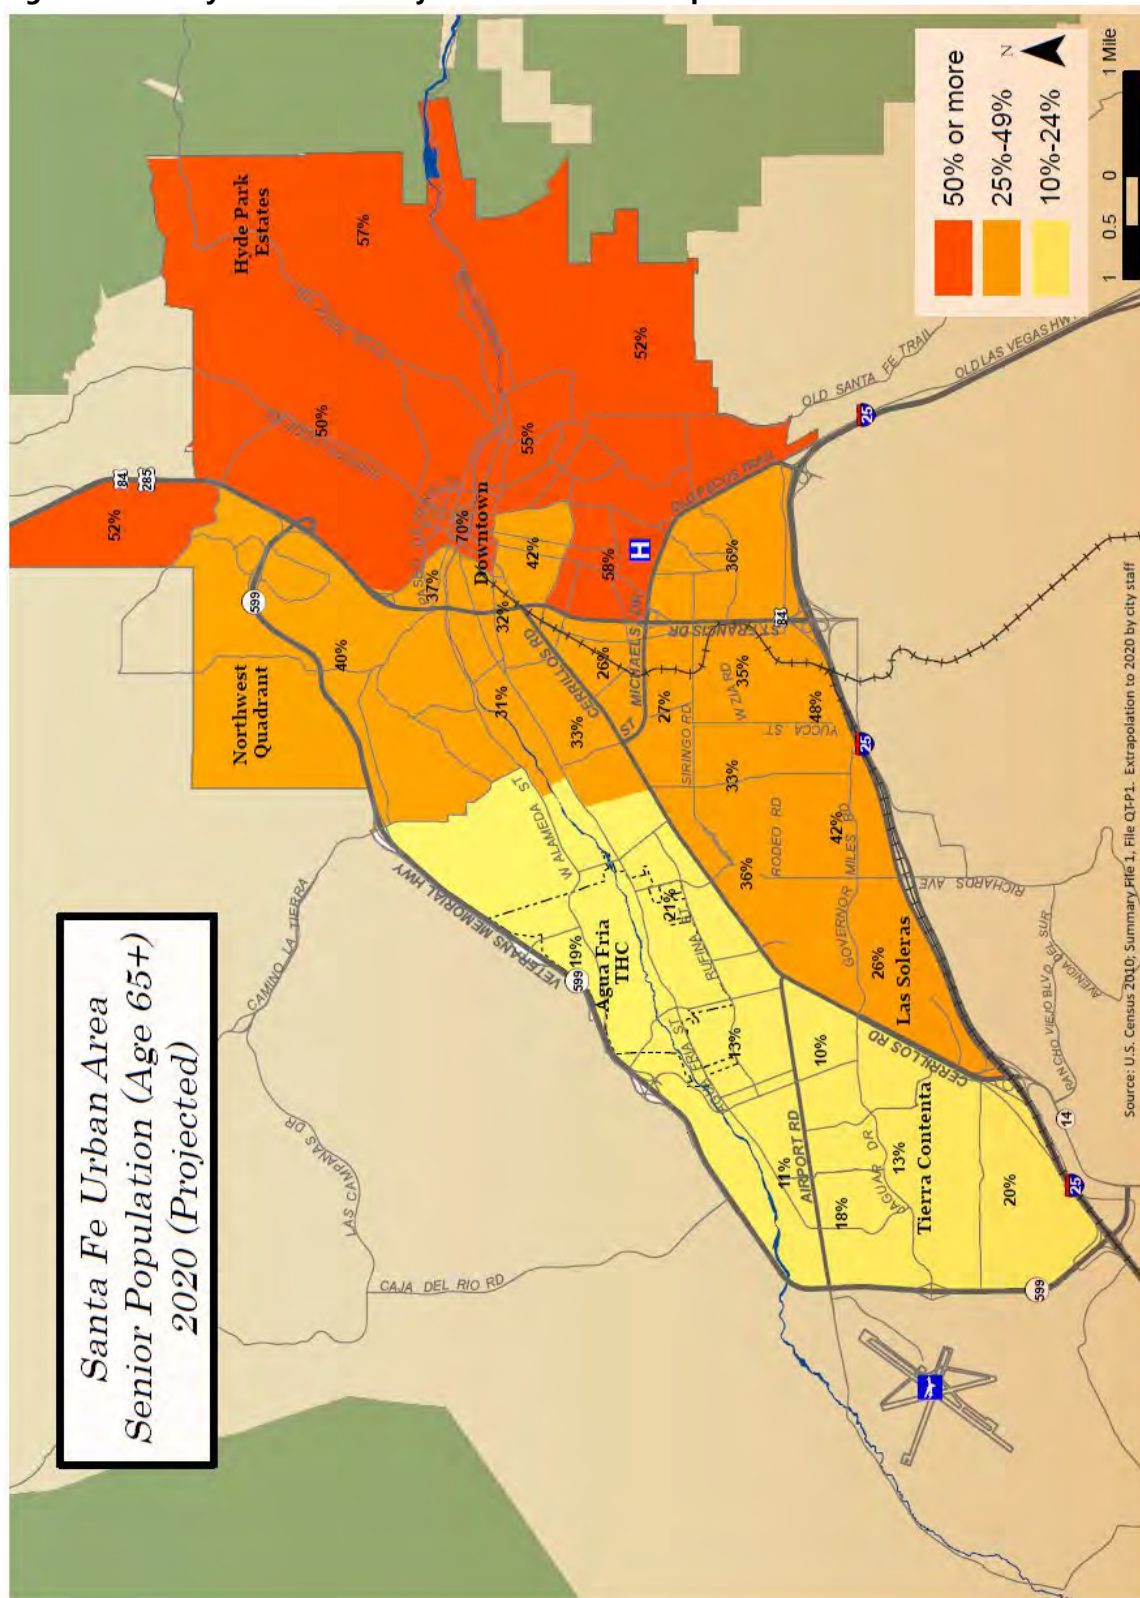 Santa Fe Urban Area
Senior Population (Age 65+)
2020 (Projected)
50% or more
25%-49%
10%-24%
N
1
0.5
0
1 Mile
Hyde Park
Estates
57%
50%
52%
52%
55%
70%
Downtown
37%
42%
58%
H
32%
40%
Northwest
Quadrant
31%
33%
26%
27%
36%
35%
48%
33%
36%
42%
26%
Las Soleras
21%
19%
Agua Fria
THC
13%
10%
11%
18%
13%
Tierra Contenta
20%
84
285
599
599
599
25
25
25
84
14
OLD SANTA FE TRAIL
OLD LAS VEGAS HWY
OLD PECOS TRAIL
ST FRANCIS DR
ST MICHAELS DR
CERRILLOS RD
W ZIA RD
YUCCA ST
SIRINGO RD
RODEO RD
GOVERNOR MILES RD
RICHARDS AVE
AVENIDA DEL SUR
RANCHO VIEJO BLVD
W ALAMEDA ST
VETERANS MEMORIAL HWY
CAMINO LA TIERRA
LAS CAMPANAS DR
CAJA DEL RIO RD
RUFINA ST
AGUA FRIA ST
AIRPORT RD
JAGUAR DR
CERRILLOS RD
Source: U.S. Census 2010; Summary File 1, File QT-P1. Extrapolation to 2020 by city staff